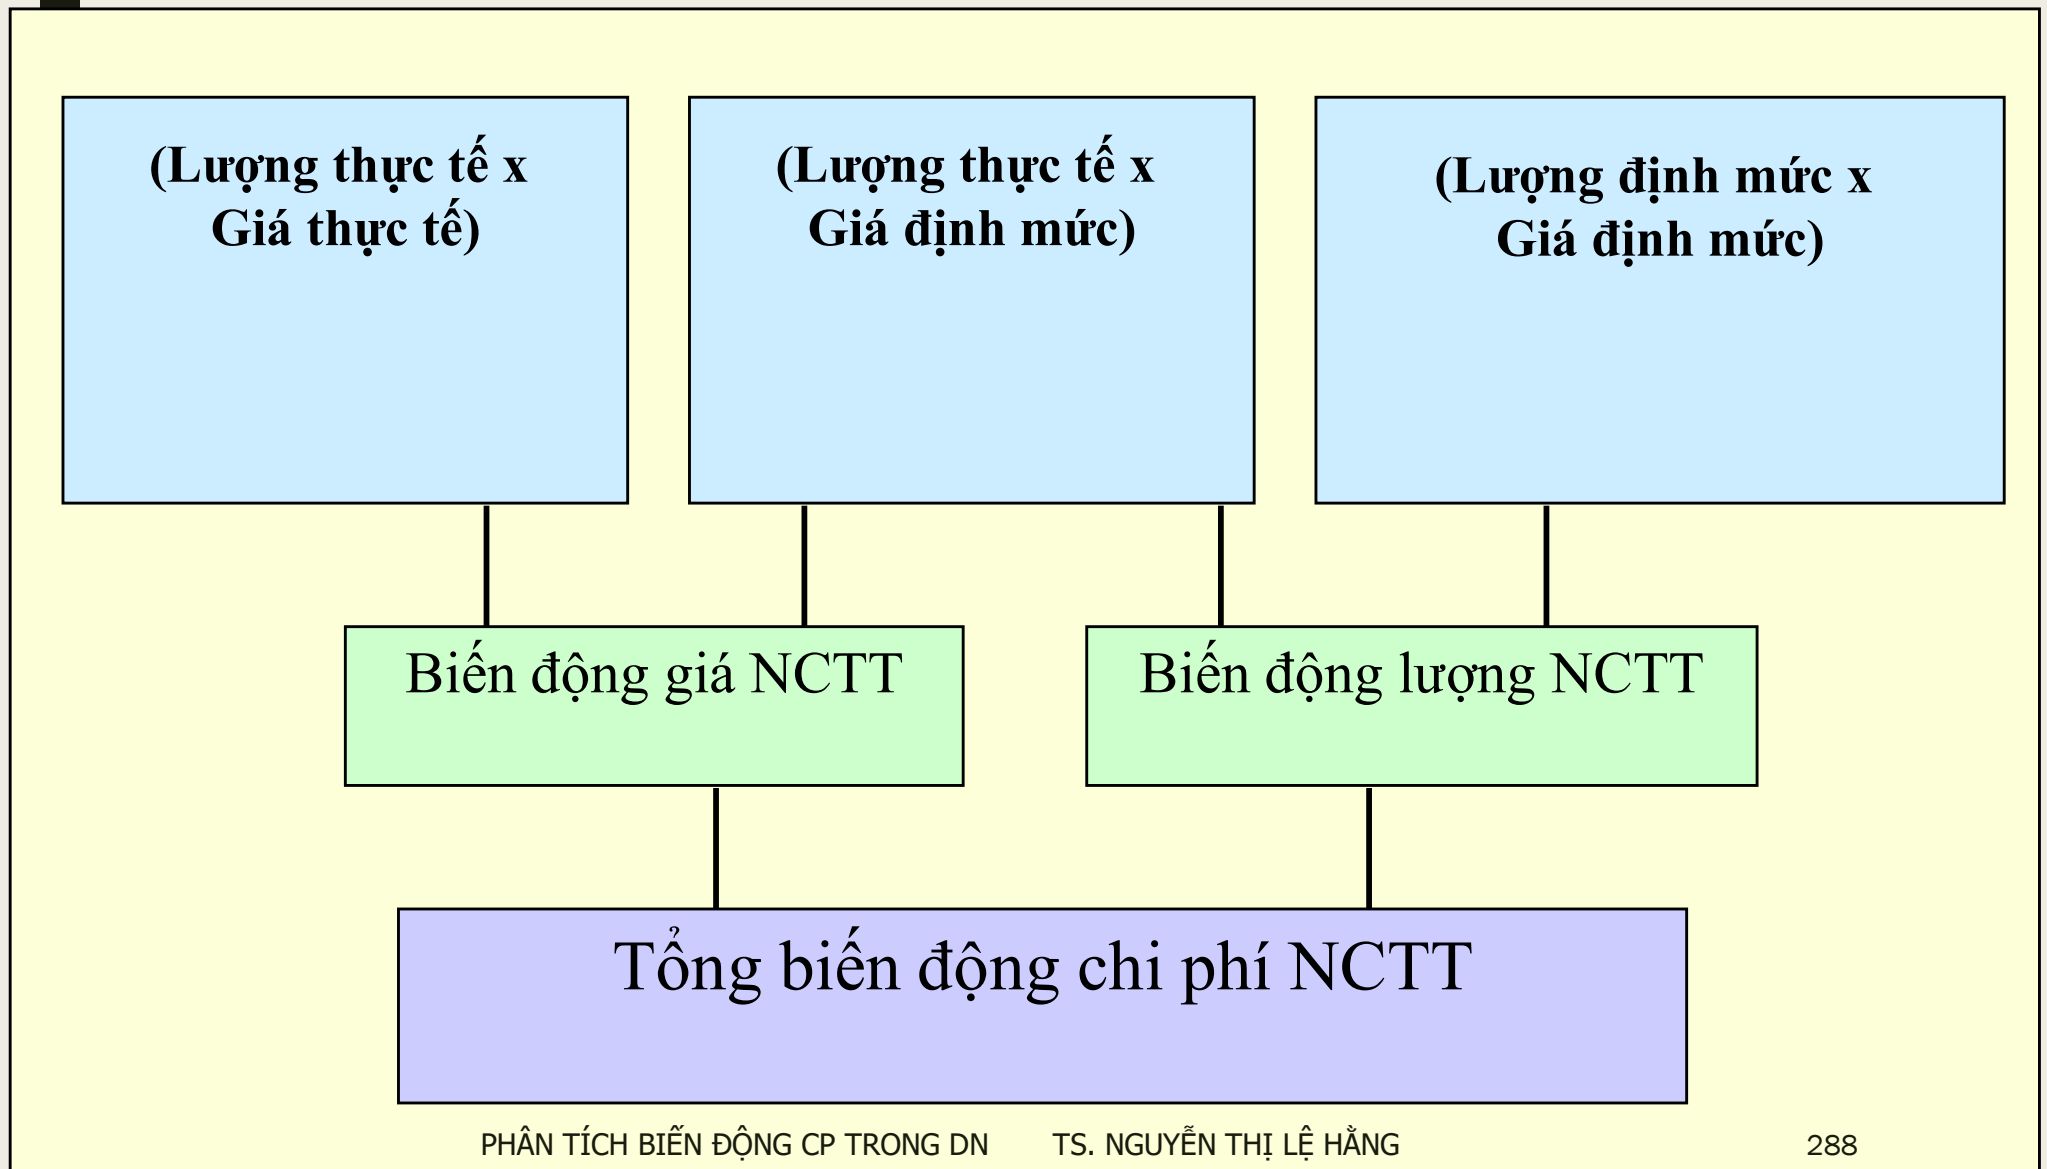 (Lượng thực tế x
Giá thực tế)
(Lượng thực tế x
Giá định mức)
(Lượng định mức x
Giá định mức)
Biến động giá NCTT
Biến động lượng NCTT
Tổng biến động chi phí NCTT
PHÂN TÍCH BIẾN ĐỘNG CP TRONG DN TS. NGUYỄN THỊ LỆ HẰNG 288